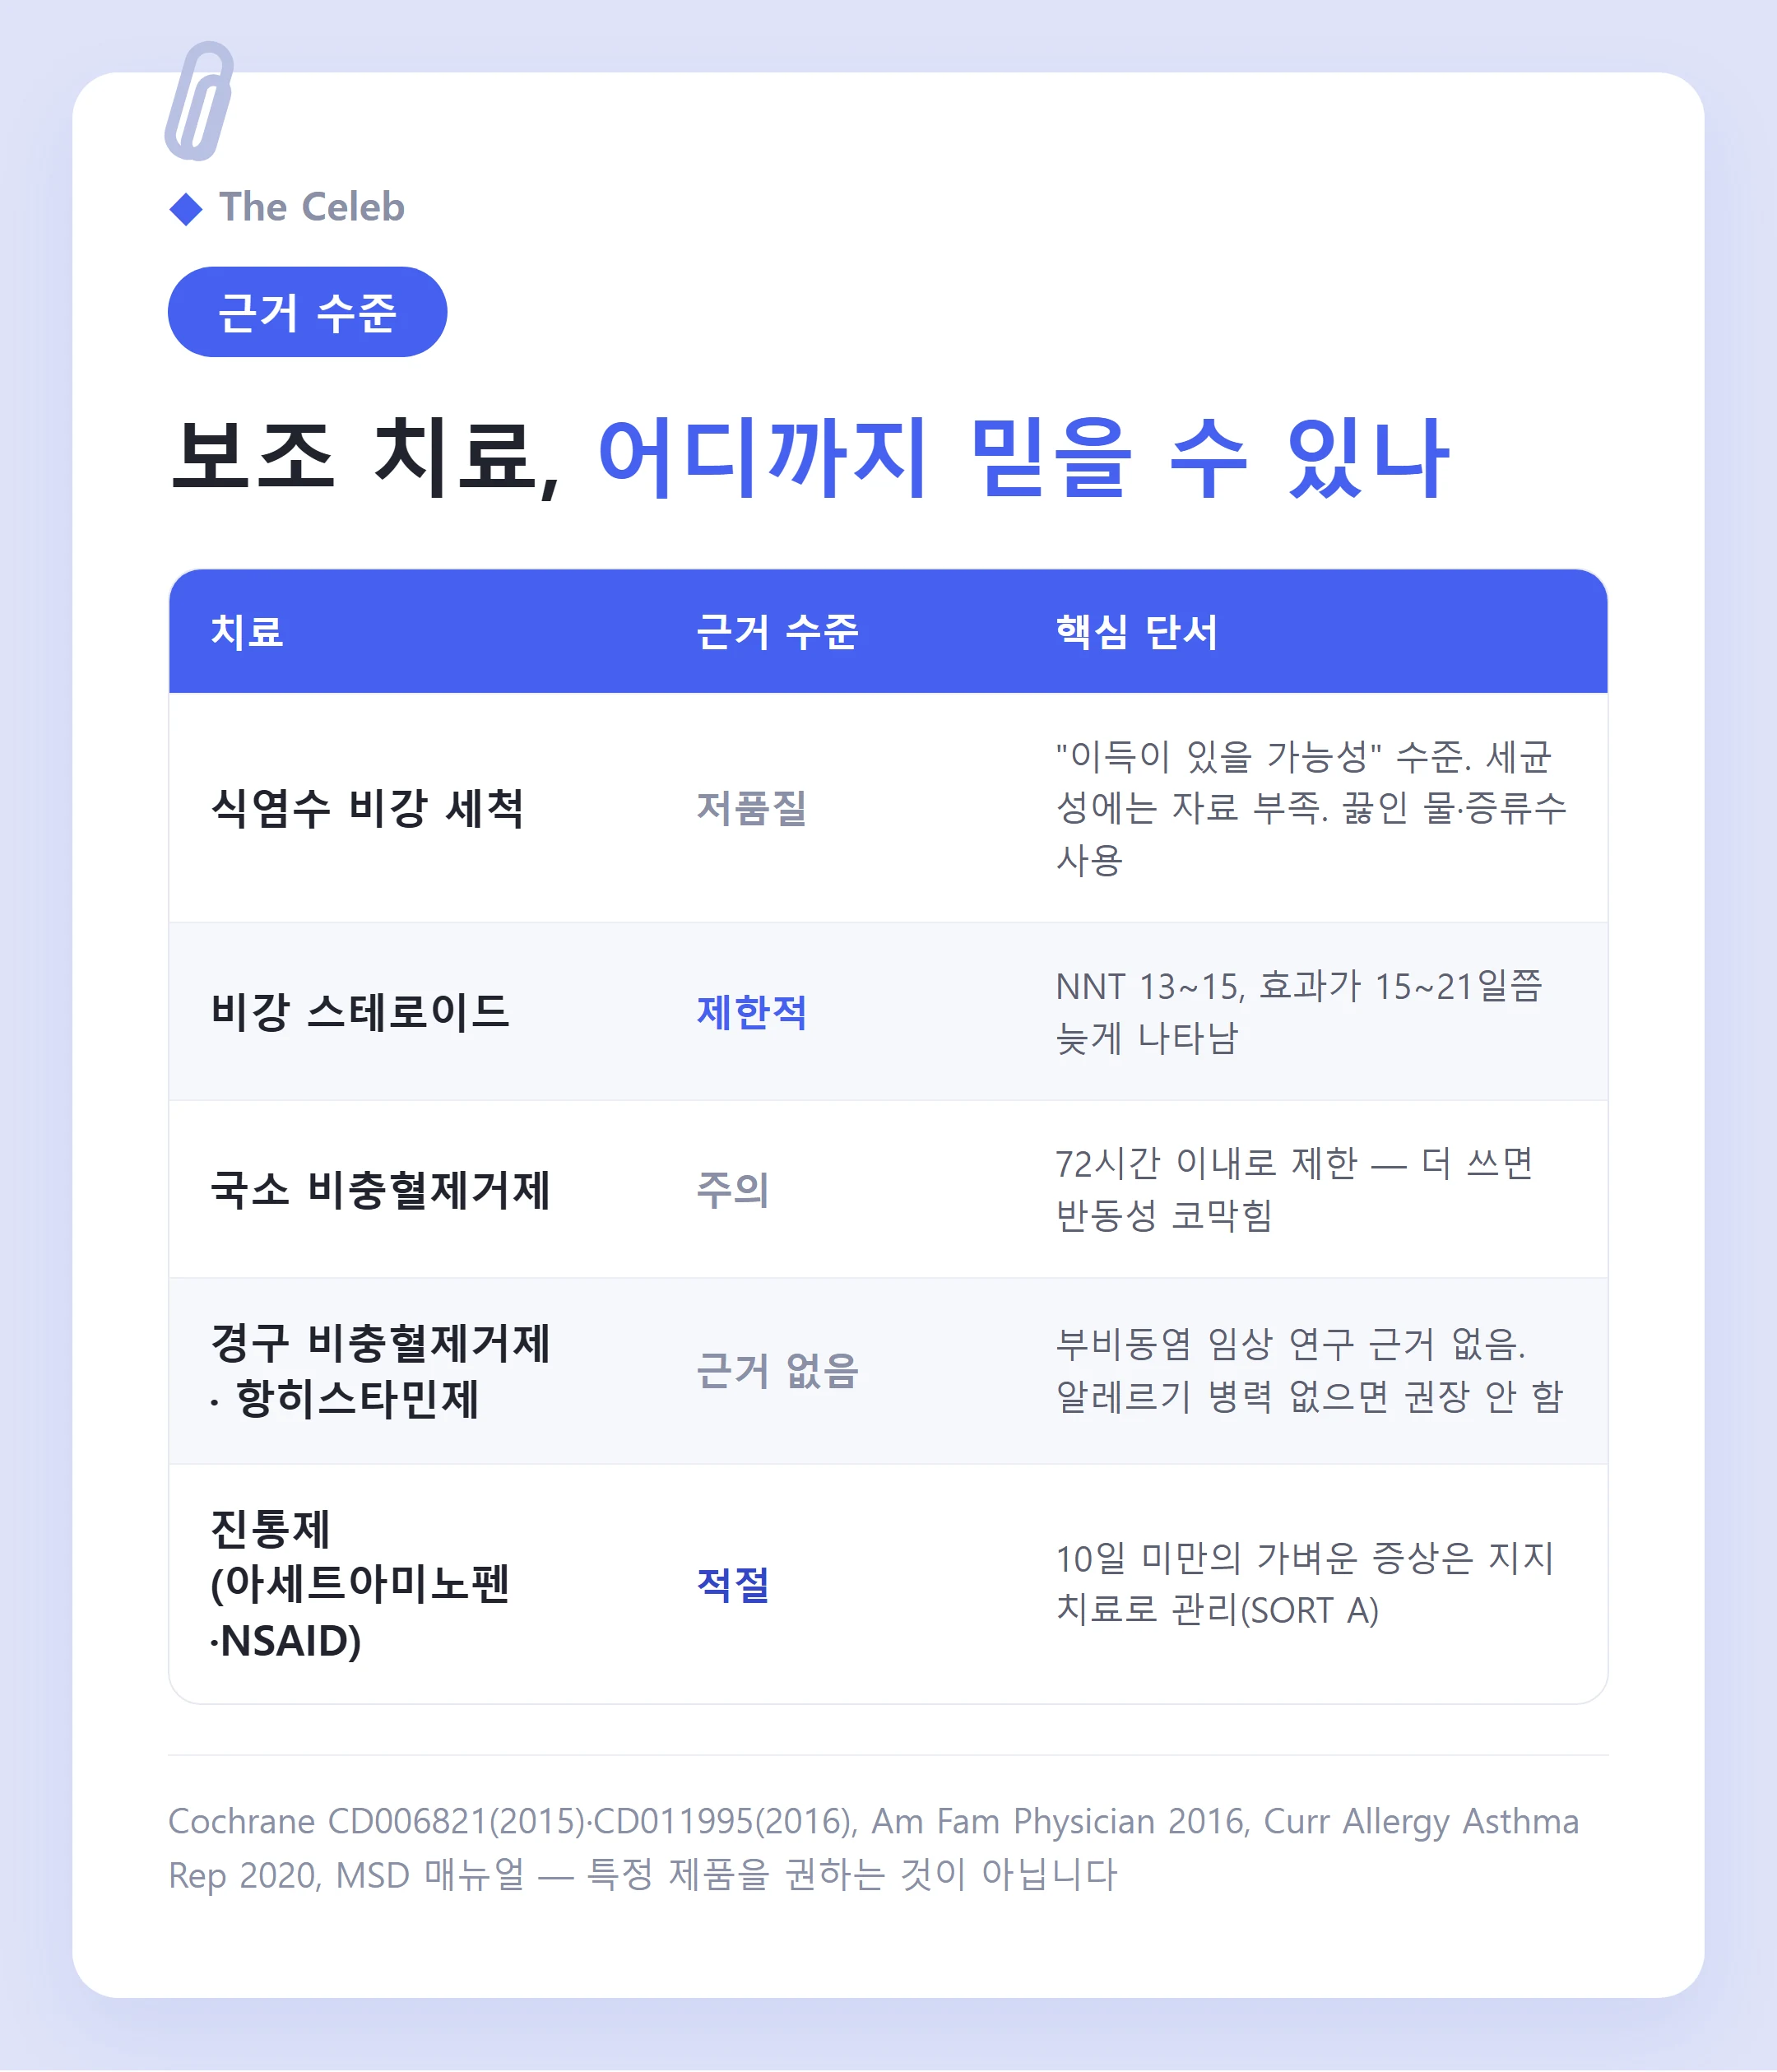 The Celeb
근거 수준
보조 치료, 어디까지 믿을 수 있나
치료 근거 수준 핵심 단서
식염수 비강 세척 저품질 "이득이 있을 가능성" 수준. 세균
성에는 자료 부족. 끓인 물·증류수
사용
비강 스테로이드 제한적 NNT 13~15, 효과가 15~21일쯤
늦게 나타남
국소 비충혈제거제 주의 72시간 이내로 제한 — 더 쓰면
반동성 코막힘
경구 비충혈제거제
· 항히스타민제
근거 없음
부비동염 임상 연구 근거 없음.
알레르기 병력 없으면 권장 안 함
진통제
(아세트아미노펜
·NSAID)
적절
10일 미만의 가벼운 증상은 지지
치료로 관리(SORT A)
Cochrane CD006821(2015)·CD011995(2016), Am Fam Physician 2016, Curr Allergy Asthma
Rep 2020, MSD 매뉴얼 — 특정 제품을 권하는 것이 아닙니다